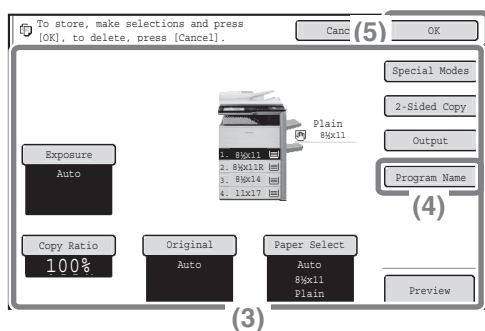 To store, make
selections and press
[OK], to delete, press [Cancel].
Canc
(5)
OK
Special Modes
2-Sided Copy
Output
Program Name
(4)
Plain
8½x11
1. 8½x11
2. 8½x11R
3. 8½x14
4. 11x17
Exposure
Auto
Copy Ratio
100%
Original
Auto
Paper Select
Auto
8½x11
Plain
Preview
(3)